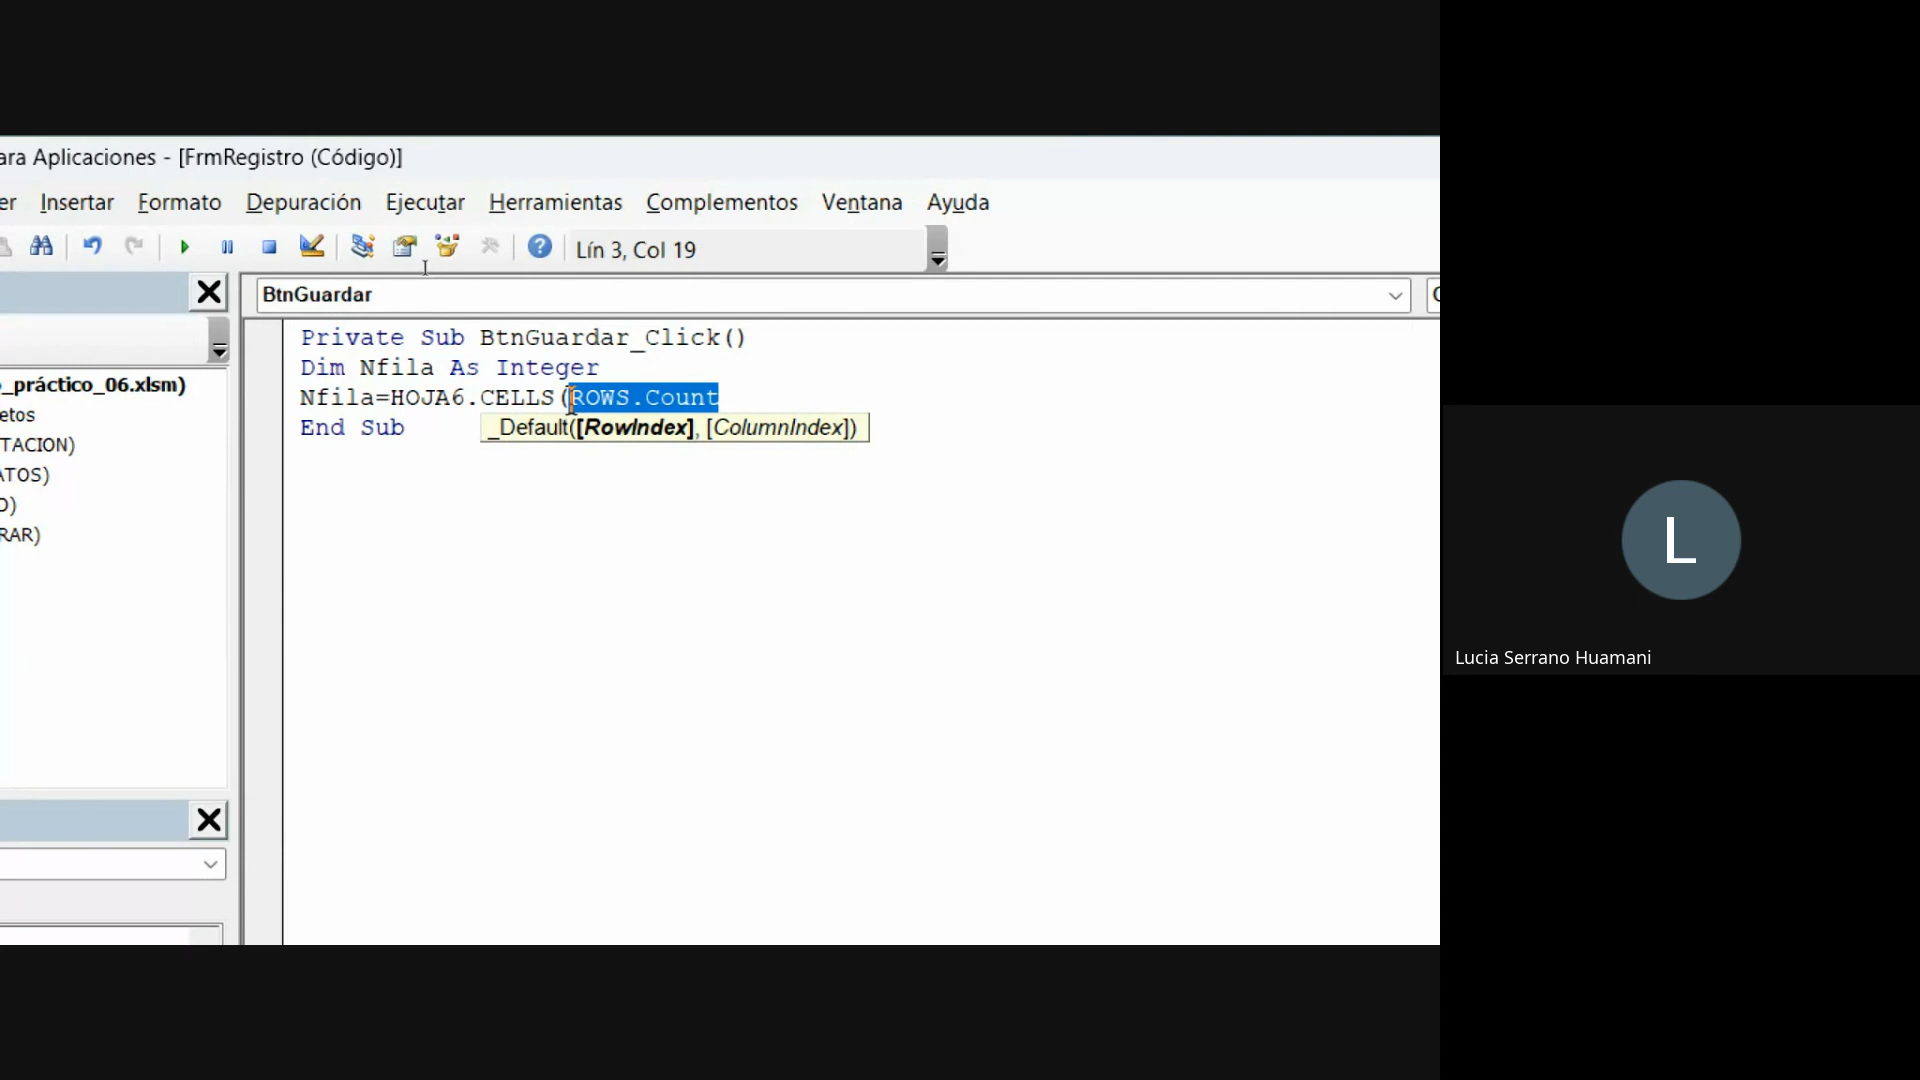 ara Aplicaciones - [FrmRegistro (Código)]
er Insertar Formato Depuración Ejecutar Herramientas Complementos Ventana Ayuda
Lín 3, Col 19
BtnGuardar
Private Sub BtnGuardar_Click()
Dim Nfila As Integer
Nfila=HOJA6.CELLS(ROWS.Count
End Sub
_Default([RowIndex], [ColumnIndex])
_práctico_06.xlsm)
etos
TACION)
ATOS)
O)
RAR)
L
Lucia Serrano Huamani